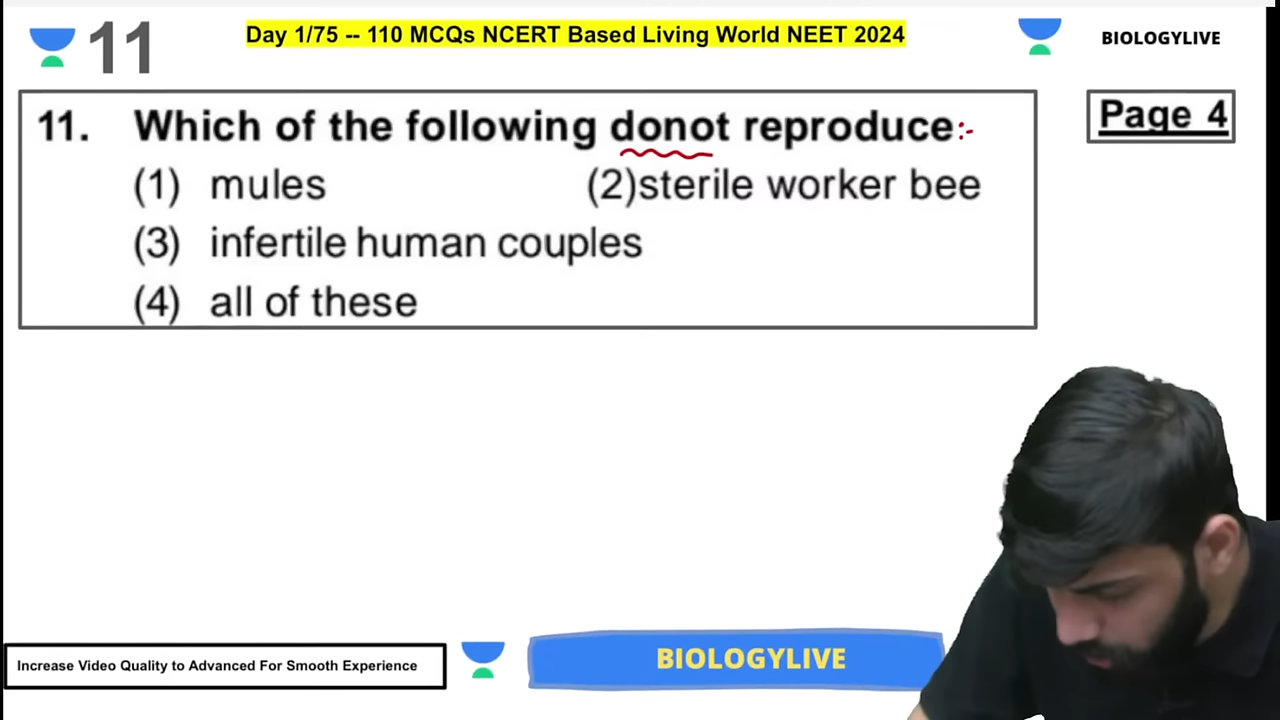 11
Day 1/75 -- 110 MCQs NCERT Based Living World NEET 2024
BIOLOGYLIVE
11. Which of the following donot reproduce:-
Page 4
(1) mules (2)sterile worker bee
(3) infertile human couples
(4) all of these
Increase Video Quality to Advanced For Smooth Experience
BIOLOGYLIVE